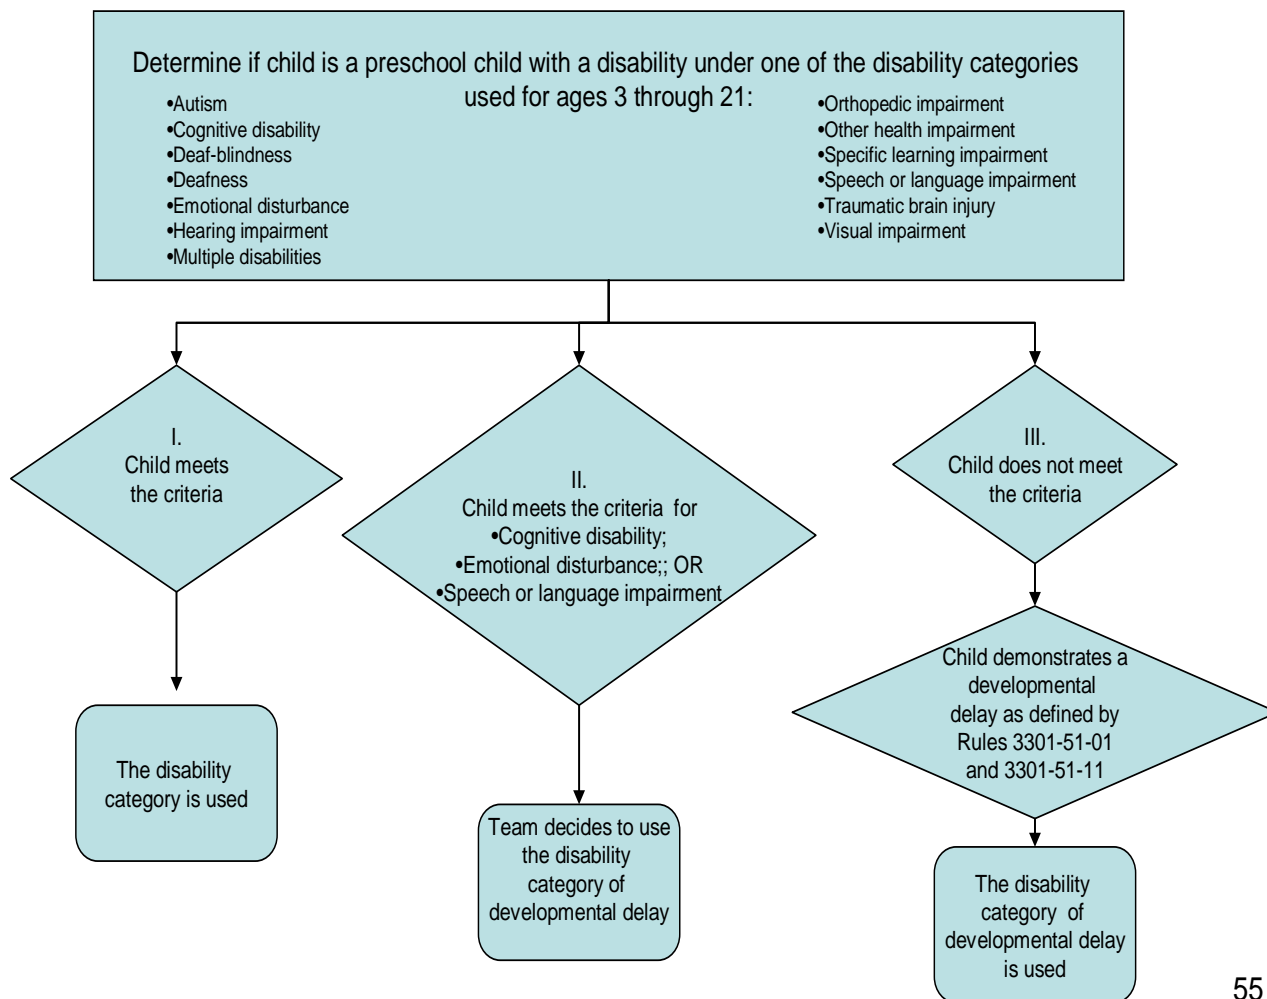 Determine if child is a preschool child with a disability under one of the disability categories
used for ages 3 through 21:
•Autism
•Cognitive disability
•Deaf-blindness
•Deafness
•Emotional disturbance
•Hearing impairment
•Multiple disabilities
•Orthopedic impairment
•Other health impairment
•Specific learning impairment
•Speech or language impairment
•Traumatic brain injury
•Visual impairment
I.
Child meets
the criteria
The disability
category is used
II.
Child meets the criteria for
•Cognitive disability;
•Emotional disturbance;; OR
•Speech or language impairment
Team decides to use
the disability
category of
developmental delay
III.
Child does not meet
the criteria
Child demonstrates a
developmental
delay as defined by
Rules 3301-51-01
and 3301-51-11
The disability
category of
developmental delay
is used
55